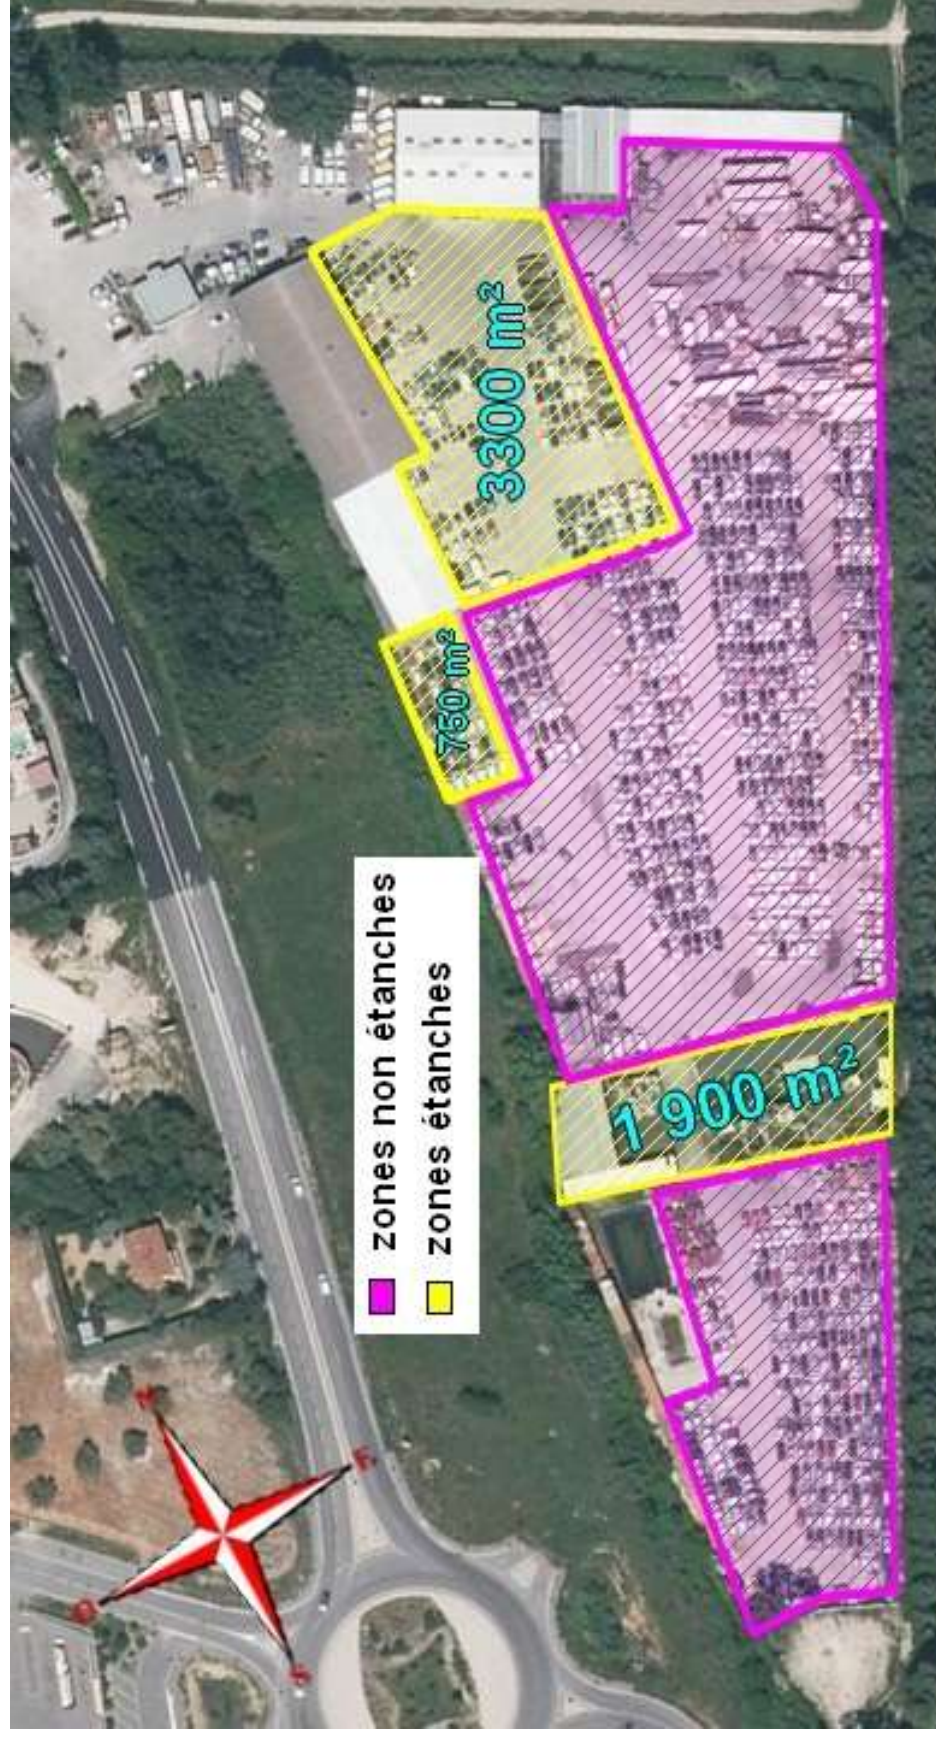 3300 m²
750 m²
zones non étanches
zones étanches
1 900 m²